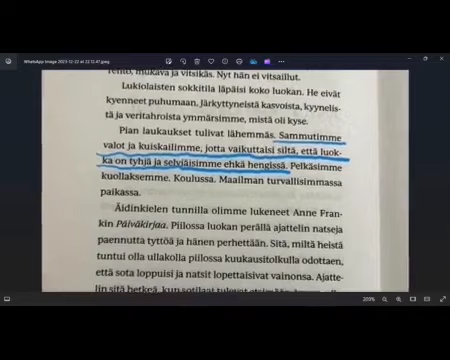 WhatsApp Image 2023-12-22 at 22.12.41.jpeg
mukava ja vitsikäs. Nyt hän ei vitsaillut.
Lukiolaisten sokkitila läpäisi koko luokan. He eivät
kyenneet puhumaan. Järkyttyneistä kasvoista, kyynelis-
tä ja veritahroista ymmärsimme, mistä oli kyse.
Pian laukaukset tulivat lähemmäs. Sammutimme
valot ja kuiskailimme, jotta vaikuttaisi siltä, että luok-
ka on tyhjä ja selviäisimme ehkä hengissä. Pelkäsimme
kuollaksemme. Koulussa. Maailman turvallisimmassa
paikassa.
Äidinkielen tunnilla olimme lukeneet Anne Fran-
kin Päiväkirjaa. Piilossa luokan perällä ajattelin natseja
paennutta tyttöä ja hänen perhettään. Sitä, miltä heistä
tuntui olla ullakolla piilossa kuukausitolkulla odottaen,
että sota loppuisi ja natsit lopettaisivat vainonsa. Ajatte-
lin sitä hetkeä, kun sotilaat tulevat